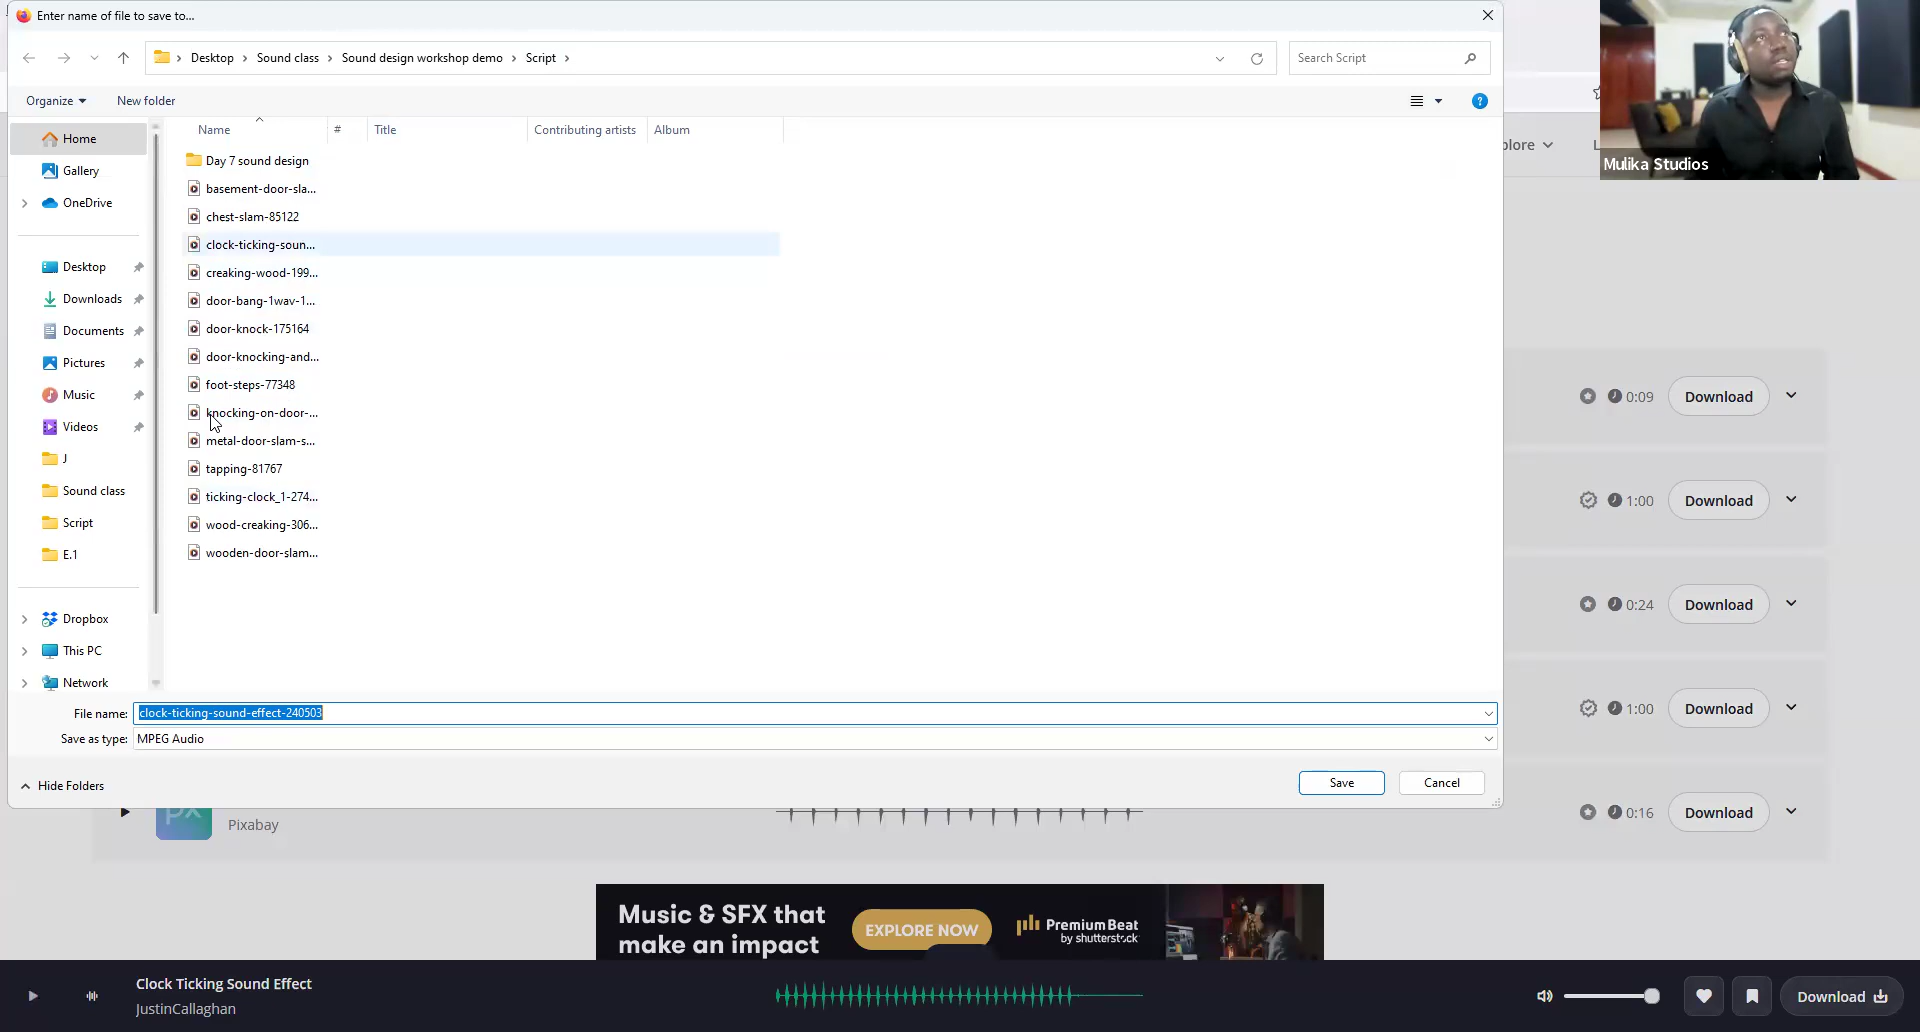 Enter name of file to save to...
Desktop
Sound class
Sound design workshop demo
Script
Search Script
Organize
New folder
Name
#
Title
Contributing artists
Album
Home
Gallery
OneDrive
Desktop
Downloads
Documents
Pictures
Music
Videos
J
Sound class
Script
E.1
Dropbox
This PC
Network
Day 7 sound design
basement-door-sla...
chest-slam-85122
clock-ticking-soun...
creaking-wood-199...
door-bang-1wav-1...
door-knock-175164
door-knocking-and...
foot-steps-77348
knocking-on-door-...
metal-door-slam-s...
tapping-81767
ticking-clock_1-274...
wood-creaking-306...
wooden-door-slam...
File name: clock-ticking-sound-effect-240503
Save as type: MPEG Audio
Hide Folders
Save
Cancel
plore
Mulika Studios
0:09 Download
1:00 Download
0:24 Download
1:00 Download
px
Pixabay
0:16 Download
Music & SFX that
make an impact
EXPLORE NOW
PremiumBeat
by shutterstock
Clock Ticking Sound Effect
JustinCallaghan
Download